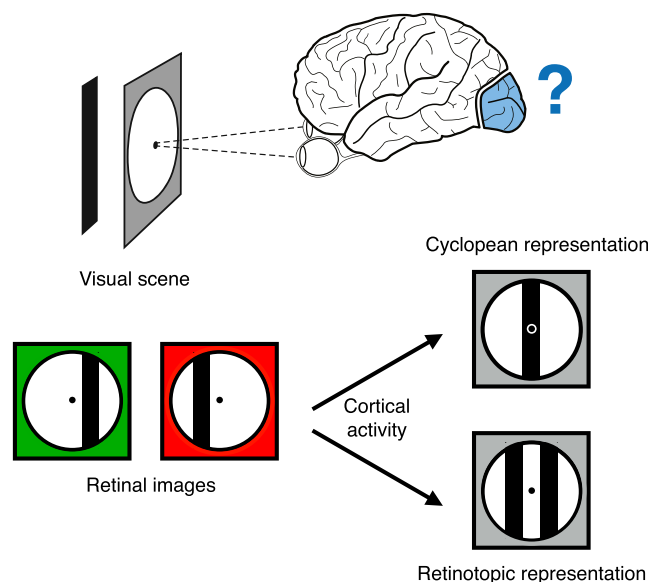 ?
Visual scene
Cyclopean representation
Retinal images
Cortical
activity
Retinotopic representation